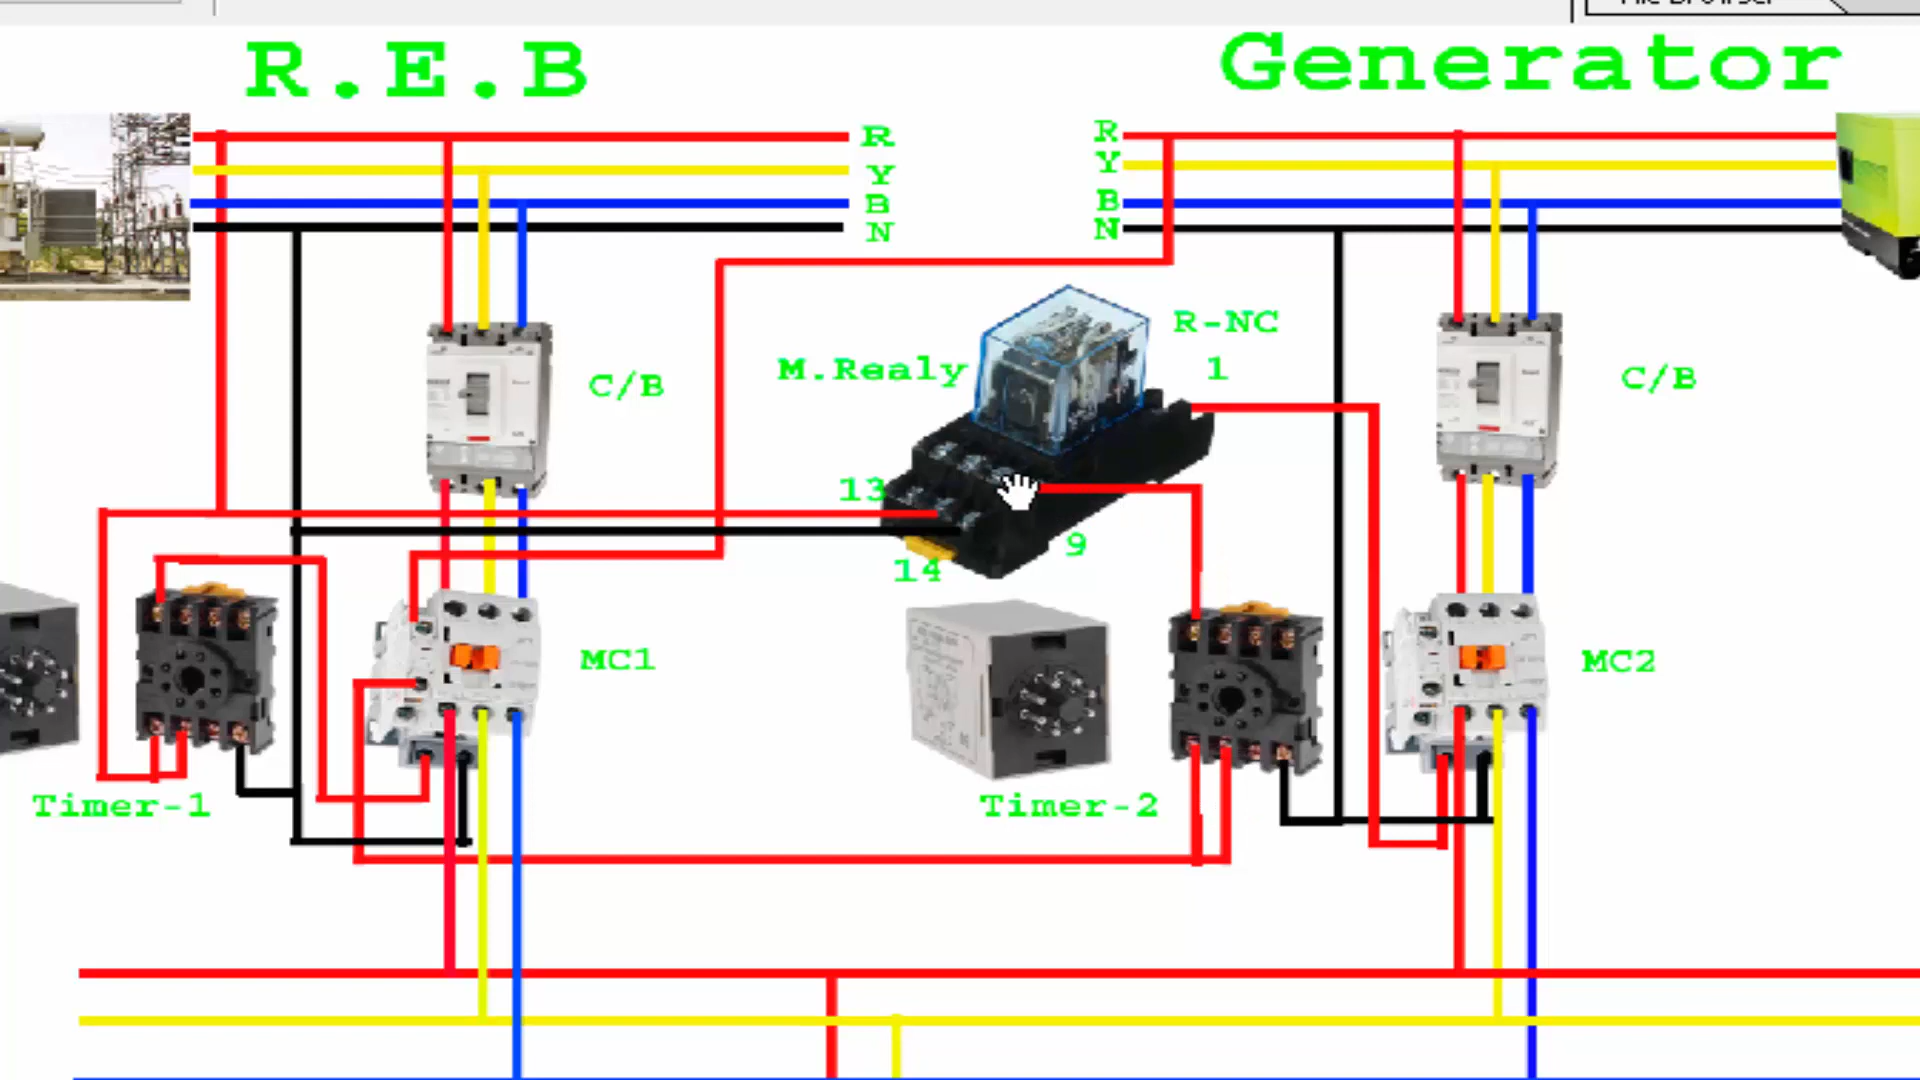 R.E.B
Generator
R
Y
B
N
R
Y
B
N
R-NC
1
M.Realy
C/B
C/B
13
9
14
MC1
MC2
Timer-1
Timer-2